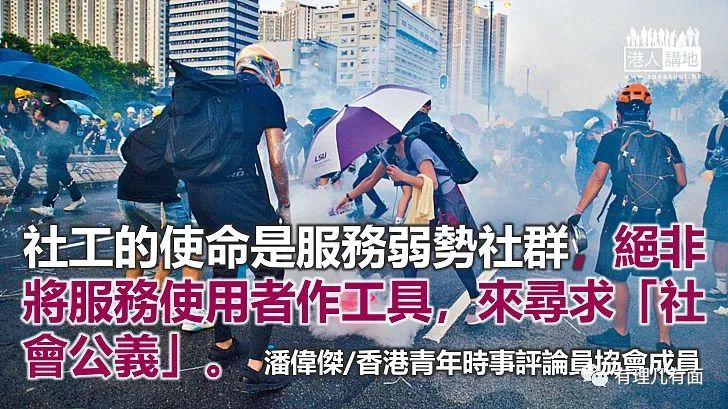 港人講地
www.speakout.hk
LSU
社工的使命是服務弱勢社群，絕非
將服務使用者作工具，來尋求「社
會公義」。
潘偉傑/香港青年時事評論員協會成員
有理儿有面